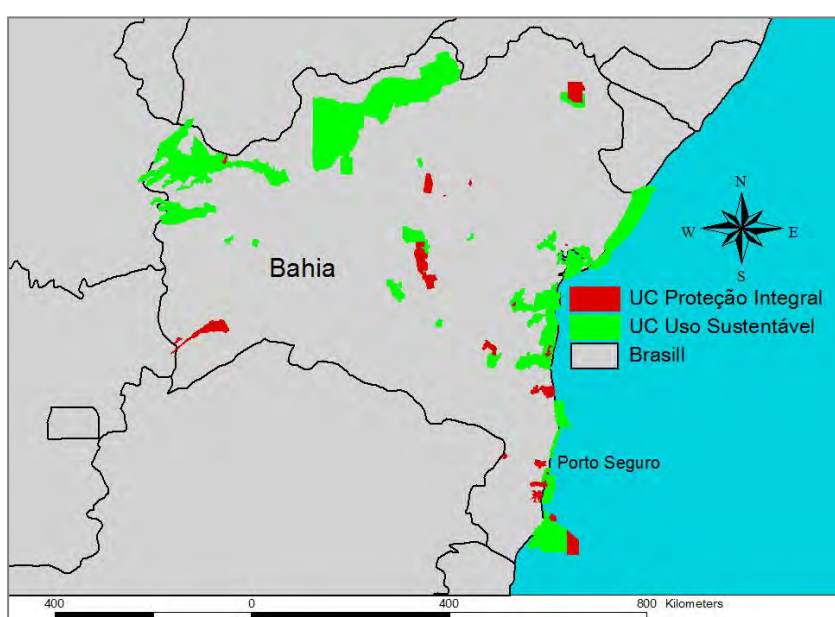 N
W E
S
Bahia
UC Proteção Integral
UC Uso Sustentável
Brasill
Porto Seguro
400 0 400 800 Kilometers